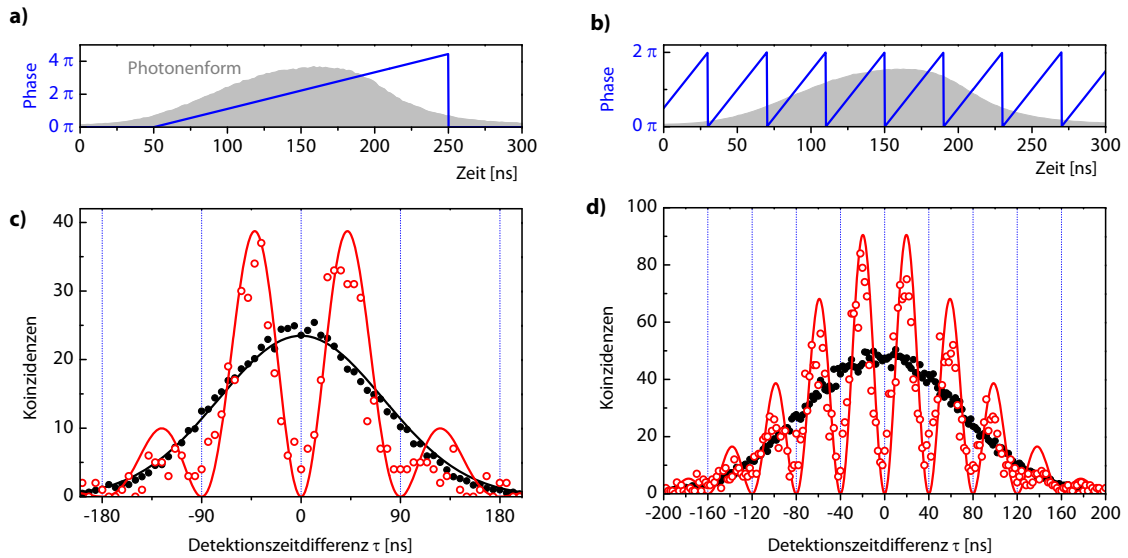 a)
Phase
4 π
2 π
0 π
Photonenform
0 50 100 150 200 250 300
Zeit [ns]
b)
Phase
2 π
0 π
0 50 100 150 200 250 300
Zeit [ns]
c)
Koinzidenzen
40
30
20
10
0
-180 -90 0 90 180
Detektionszeitdifferenz τ [ns]
d)
Koinzidenzen
100
80
60
40
20
0
-200 -160 -120 -80 -40 0 40 80 120 160 200
Detektionszeitdifferenz τ [ns]